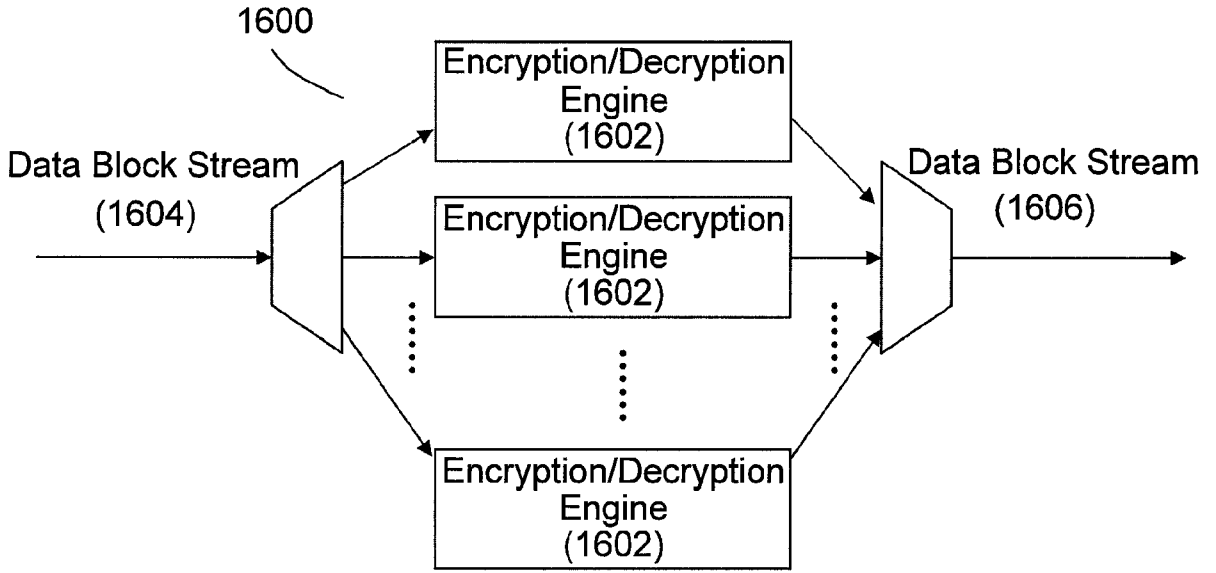 1600
Encryption/Decryption
Engine
(1602)
Data Block Stream
(1604)
Encryption/Decryption
Engine
(1602)
Data Block Stream
(1606)
Encryption/Decryption
Engine
(1602)